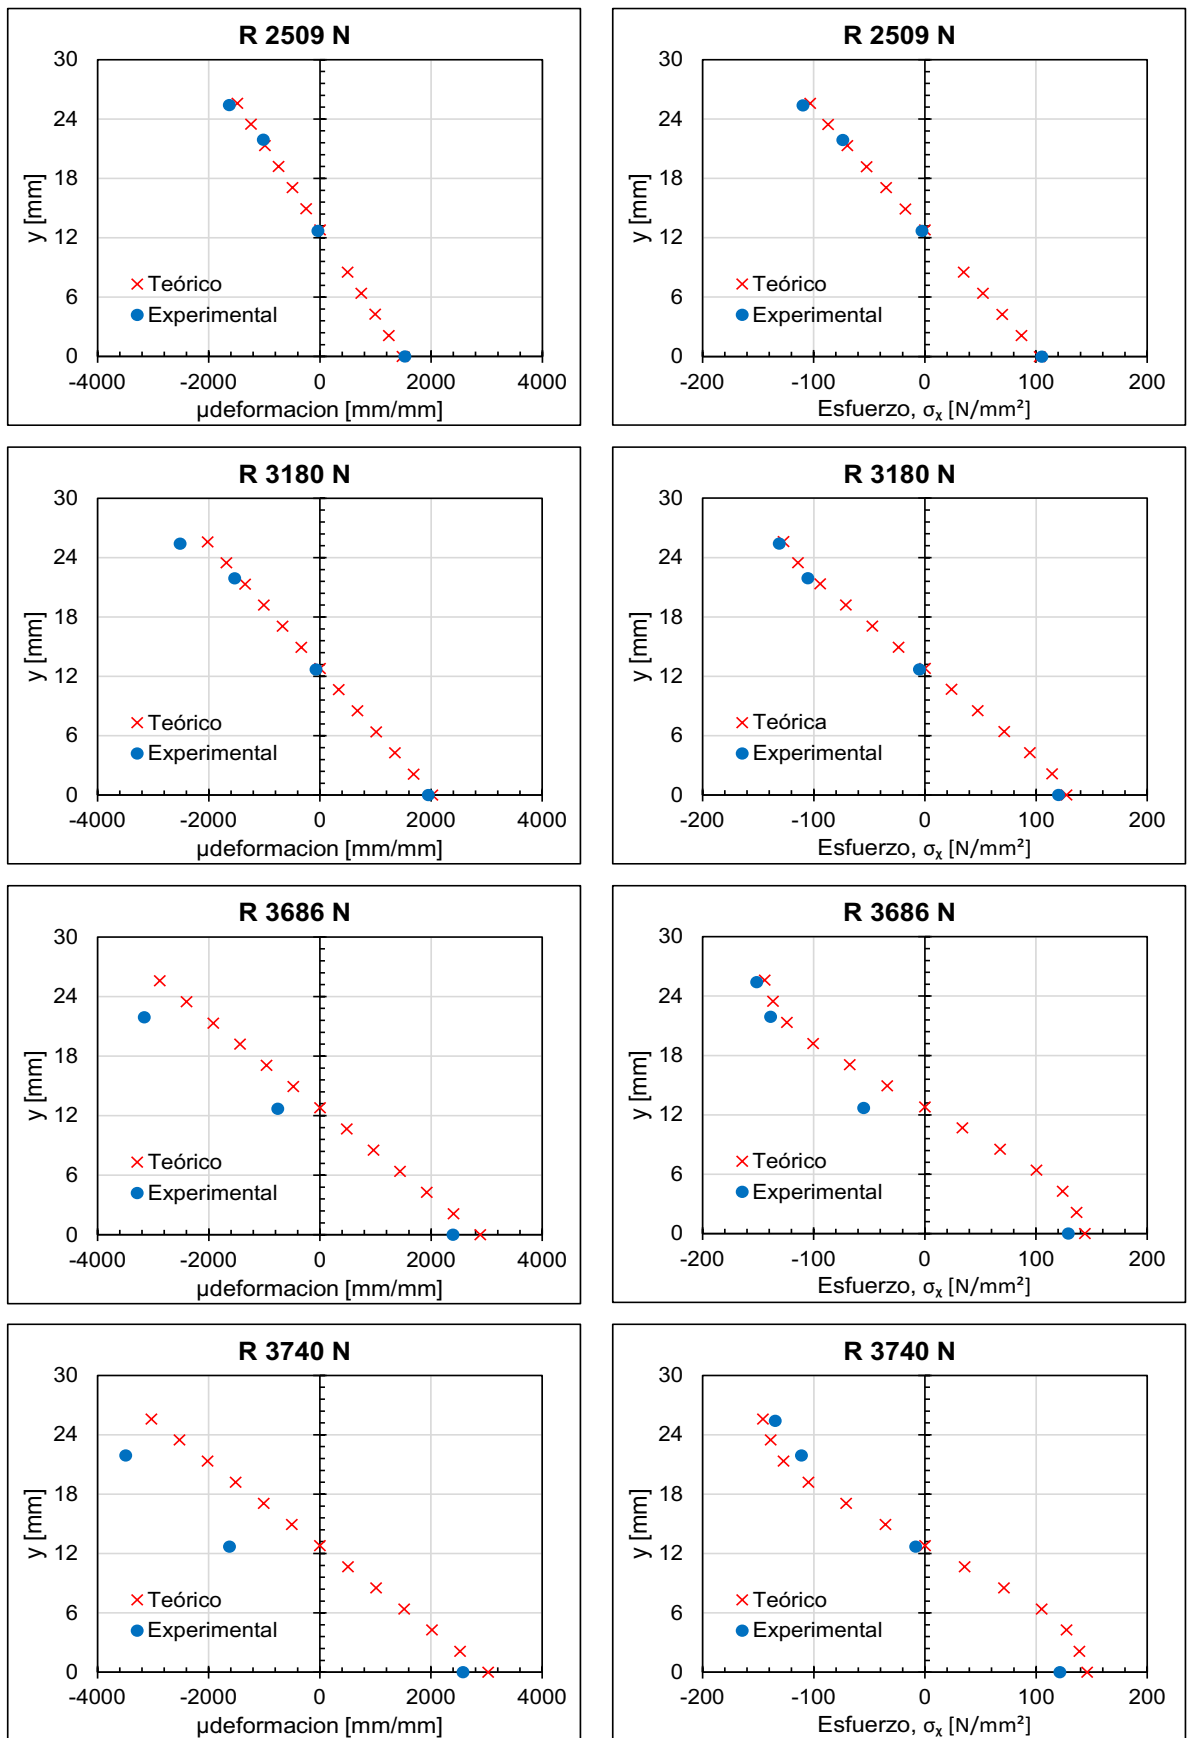 R 2509 N
30
24
18
12
6
0
y [mm]
Teórico
Experimental
-4000 -2000 0 2000 4000
µdeformacion [mm/mm]
R 2509 N
30
24
18
12
6
0
y [mm]
Teórico
Experimental
-200 -100 0 100 200
Esfuerzo, σₓ [N/mm²]
R 3180 N
30
24
18
12
6
0
y [mm]
Teórico
Experimental
-4000 -2000 0 2000 4000
µdeformacion [mm/mm]
R 3180 N
30
24
18
12
6
0
y [mm]
Teórica
Experimental
-200 -100 0 100 200
Esfuerzo, σₓ [N/mm²]
R 3686 N
30
24
18
12
6
0
y [mm]
Teórico
Experimental
-4000 -2000 0 2000 4000
µdeformacion [mm/mm]
R 3686 N
30
24
18
12
6
0
y [mm]
Teórico
Experimental
-200 -100 0 100 200
Esfuerzo, σₓ [N/mm²]
R 3740 N
30
24
18
12
6
0
y [mm]
Teórico
Experimental
-4000 -2000 0 2000 4000
µdeformacion [mm/mm]
R 3740 N
30
24
18
12
6
0
y [mm]
Teórico
Experimental
-200 -100 0 100 200
Esfuerzo, σₓ [N/mm²]